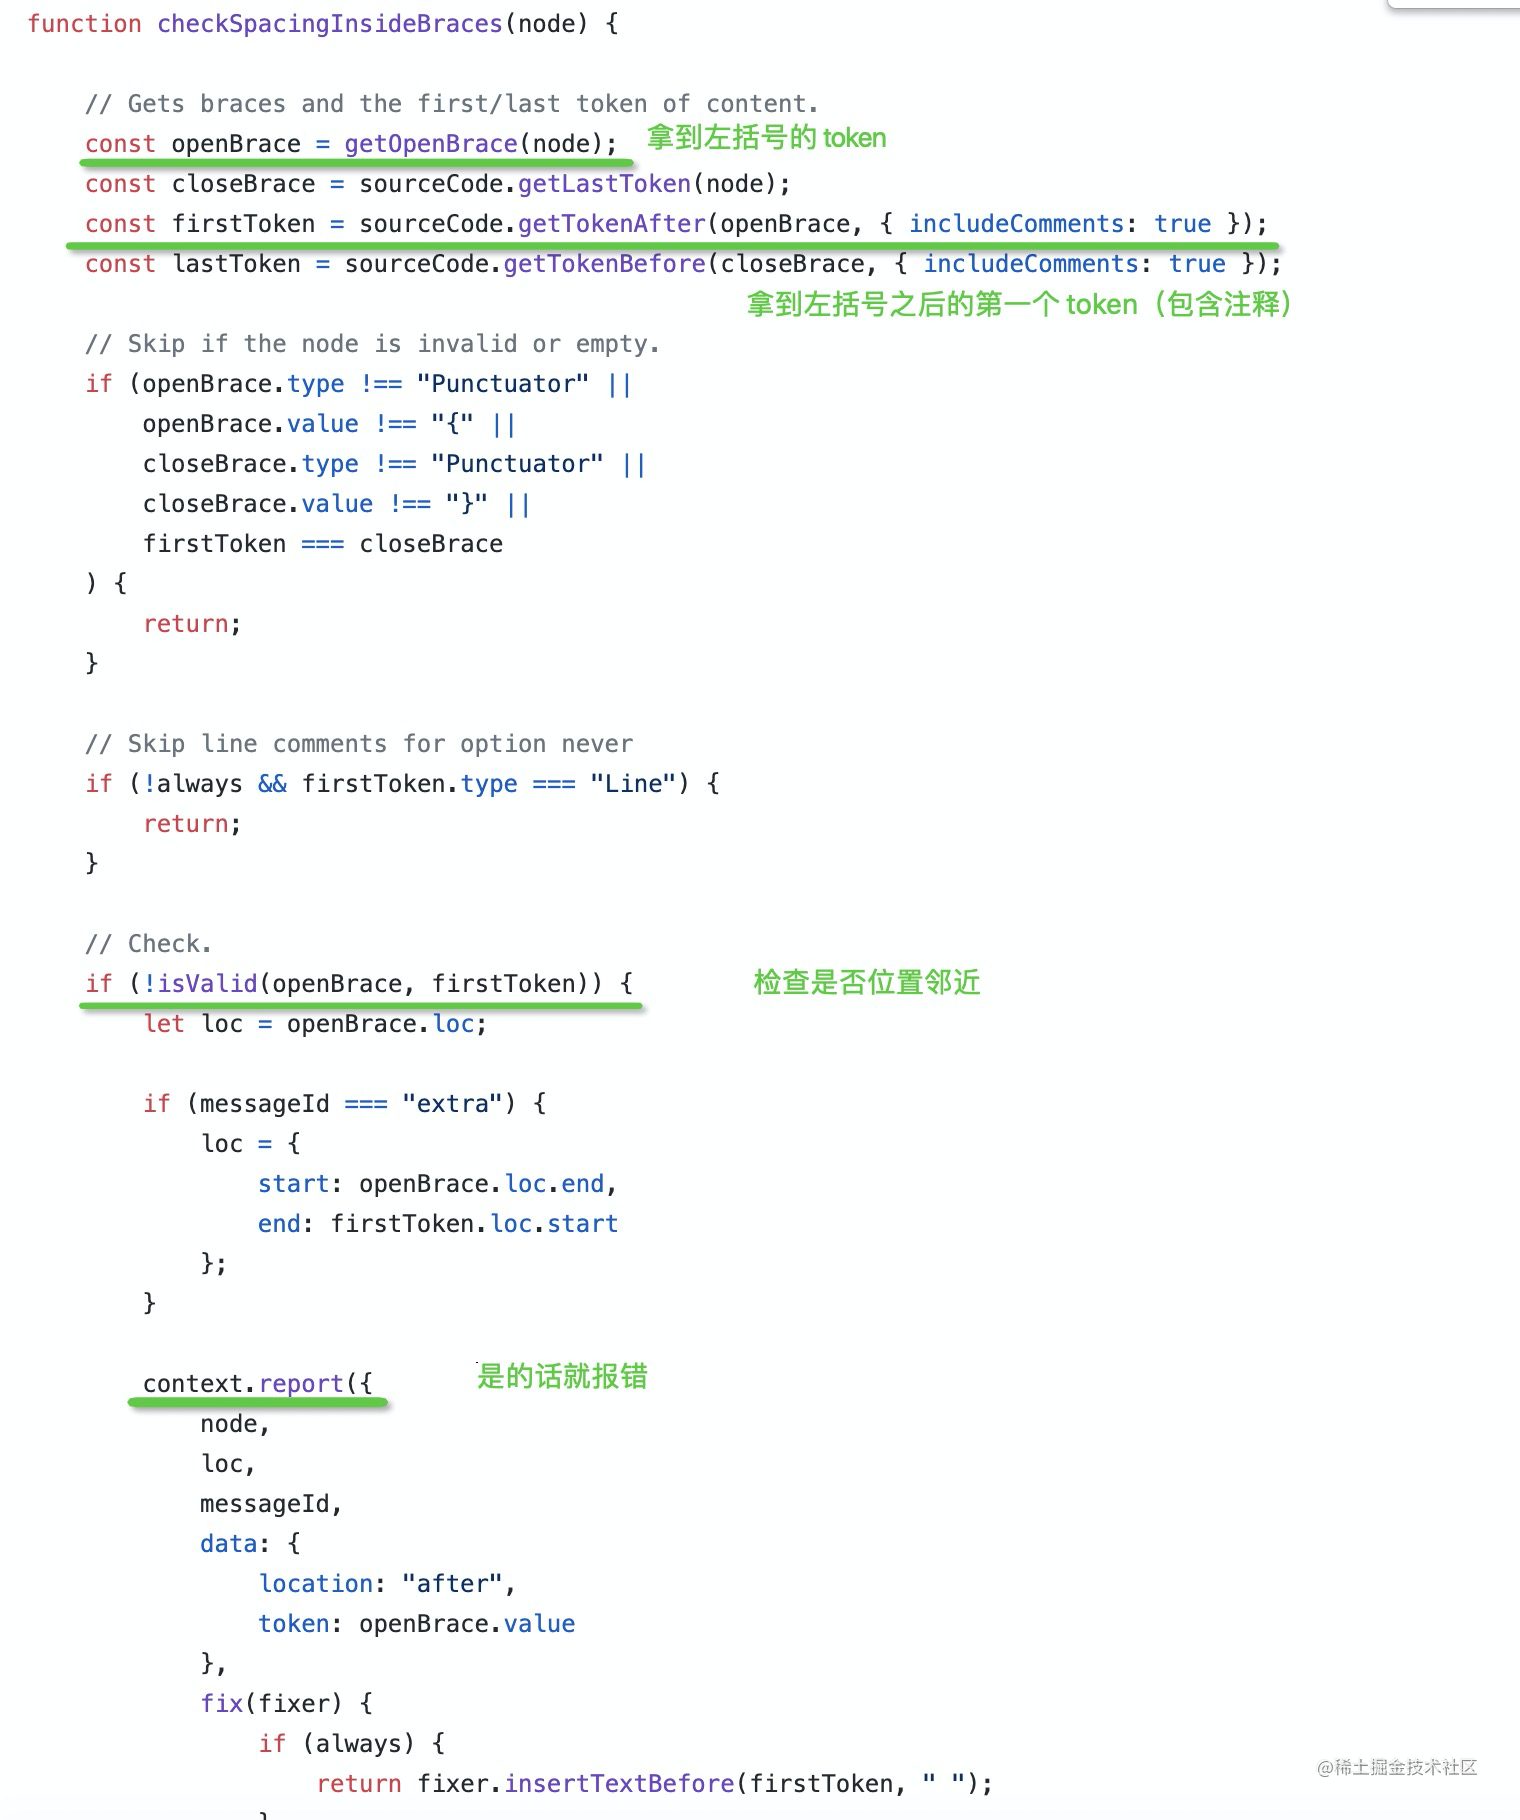 function checkSpacingInsideBraces(node) {
// Gets braces and the first/last token of content.
const openBrace = getOpenBrace(node); 拿到左括号的 token
const closeBrace = sourceCode.getLastToken(node);
const firstToken = sourceCode.getTokenAfter(openBrace, { includeComments: true });
const lastToken = sourceCode.getTokenBefore(closeBrace, { includeComments: true });
拿到左括号之后的第一个 token（包含注释）
// Skip if the node is invalid or empty.
if (openBrace.type !== "Punctuator" ||
openBrace.value !== "{" ||
closeBrace.type !== "Punctuator" ||
closeBrace.value !== "}" ||
firstToken === closeBrace
) {
return;
}
// Skip line comments for option never
if (!always && firstToken.type === "Line") {
return;
}
// Check.
if (!isValid(openBrace, firstToken)) { 检查是否位置邻近
let loc = openBrace.loc;
if (messageId === "extra") {
loc = {
start: openBrace.loc.end,
end: firstToken.loc.start
};
}
context.report({ 是的话就报错
node,
loc,
messageId,
data: {
location: "after",
token: openBrace.value
},
fix(fixer) {
if (always) {
return fixer.insertTextBefore(firstToken, " ");
@稀土掘金技术社区